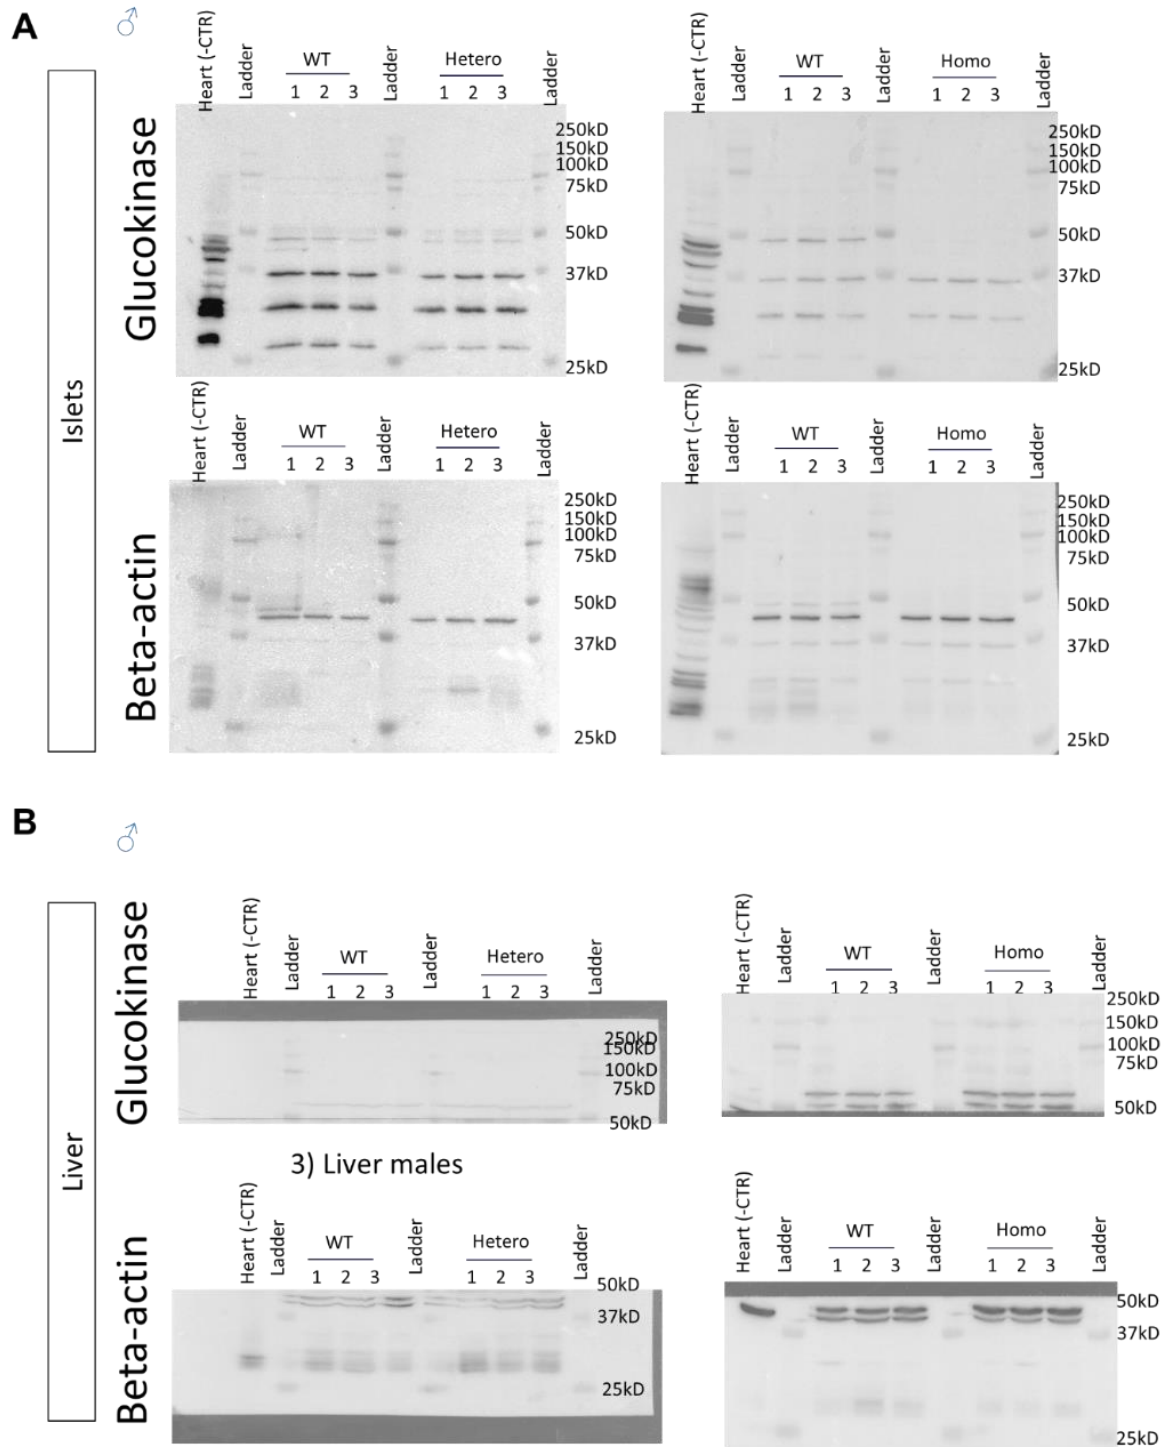 A
♂
Islets
Glucokinase
Heart (-CTR)
Ladder
WT
1 2 3
Ladder
Hetero
1 2 3
Ladder
250kD
150kD
100kD
75kD
50kD
37kD
25kD
Heart (-CTR)
Ladder
WT
1 2 3
Ladder
Homo
1 2 3
Ladder
250kD
150kD
100kD
75kD
50kD
37kD
25kD
Beta-actin
Heart (-CTR)
Ladder
WT
1 2 3
Ladder
Hetero
1 2 3
Ladder
250kD
150kD
100kD
75kD
50kD
37kD
25kD
Heart (-CTR)
Ladder
WT
1 2 3
Ladder
Homo
1 2 3
Ladder
250kD
150kD
100kD
75kD
50kD
37kD
25kD
B
♂
Liver
Glucokinase
Heart (-CTR)
Ladder
WT
1 2 3
Ladder
Hetero
1 2 3
Ladder
250kD
150kD
100kD
75kD
50kD
Heart (-CTR)
Ladder
WT
1 2 3
Ladder
Homo
1 2 3
Ladder
250kD
150kD
100kD
75kD
50kD
3) Liver males
Beta-actin
Heart (-CTR)
Ladder
WT
1 2 3
Ladder
Hetero
1 2 3
Ladder
50kD
37kD
25kD
Heart (-CTR)
Ladder
WT
1 2 3
Ladder
Homo
1 2 3
Ladder
50kD
37kD
25kD